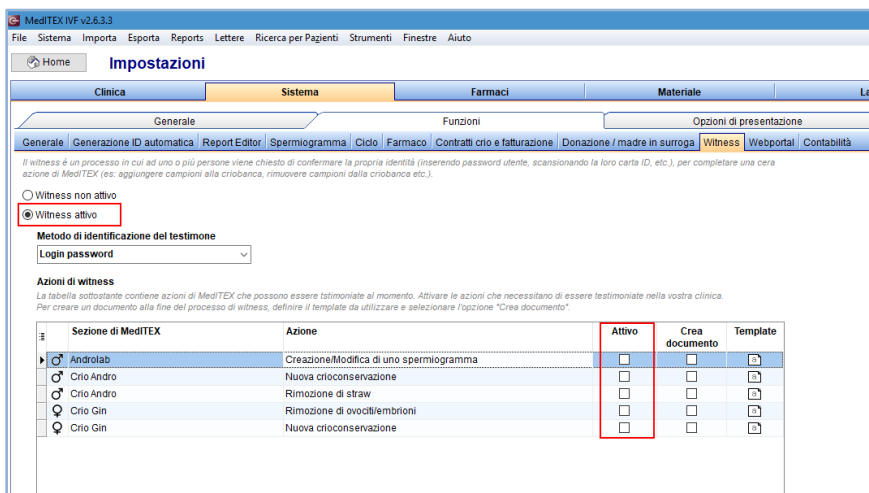 MedITEX IVF v2.6.3.3
File Sistema Importa Esporta Reports Lettere Ricerca per Pazienti Strumenti Finestre Aiuto
Home Impostazioni
Clinica Sistema Farmaci Materiale La
Generale Funzioni Opzioni di presentazione
Generale Generazione ID automatica Report Editor Spermiogramma Ciclo Farmaco Contratti crio e fatturazione Donazione / madre in surroga Witness Webportal Contabilità
Il witness è un processo in cui ad uno o più persone viene chiesto di confermare la propria identità (inserendo password utente, scansionando la loro carta ID, etc.), per completare una cera
azione di MedITEX (es: aggungere campioni alla criobanca, rimuovere campioni dalla criobanca etc.).
Witness non attivo
Witness attivo
Metodo di identificazione del testimone
Login password
Azioni di witness
La tabella sottostante contiene azioni di MedITEX che possono essere tstimoniate al momento. Attivare le azioni che necessitano di essere testimoniate nella vostra clinica.
Per creare un documento alla fine del processo di witness, definire il template da utilizzare e selezionare l'opzione "Crea documento".
Sezione di MedITEX Azione Attivo Crea documento Template
Androlab Creazione/Modifica di uno spermiogramma
Crio Andro Nuova crioconservazione
Crio Andro Rimozione di straw
Crio Gin Rimozione di ovociti/embrioni
Crio Gin Nuova crioconservazione